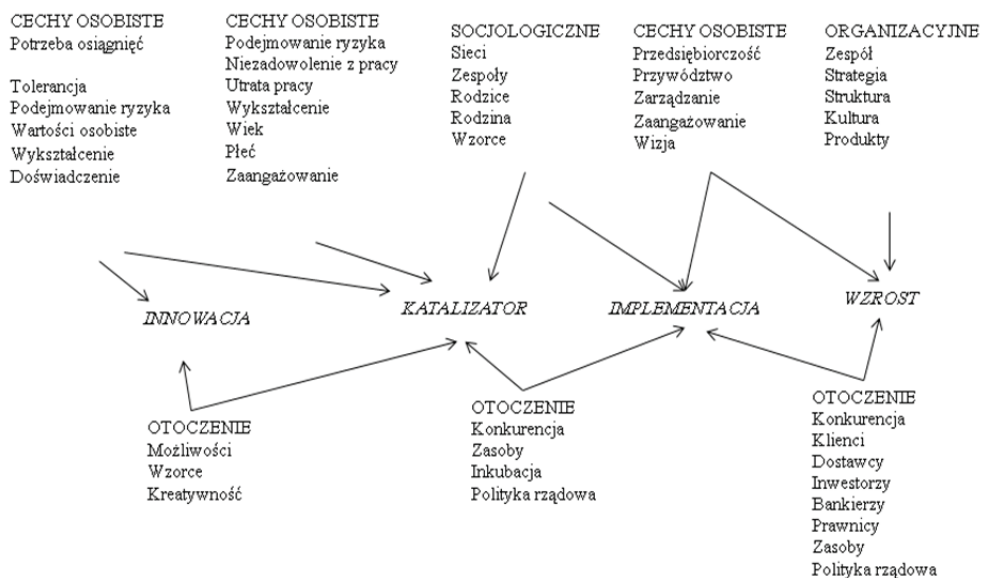 CECHY OSOBISTE
Potrzeba osiągnięć
Tolerancja
Podejmowanie ryzyka
Wartości osobiste
Wykształcenie
Doświadczenie
CECHY OSOBISTE
Podejmowanie ryzyka
Niezadowolenie z pracy
Utrata pracy
Wykształcenie
Wiek
Płeć
Zaangażowanie
SOCJOLOGICZNE
Sieci
Zespoły
Rodzice
Rodzina
Wzorce
CECHY OSOBISTE
Przedsiębiorczość
Przywództwo
Zarządzanie
Zaangażowanie
Wizja
ORGANIZACYJNE
Zespół
Strategia
Struktura
Kultura
Produkty
INNOWACJA
KATALIZATOR
IMPLEMENTACJA
WZROST
OTOCZENIE
Możliwości
Wzorce
Kreatywność
OTOCZENIE
Konkurencja
Zasoby
Inkubacja
Polityka rządowa
OTOCZENIE
Konkurencja
Klienci
Dostawcy
Inwestorzy
Bankierzy
Prawnicy
Zasoby
Polityka rządowa